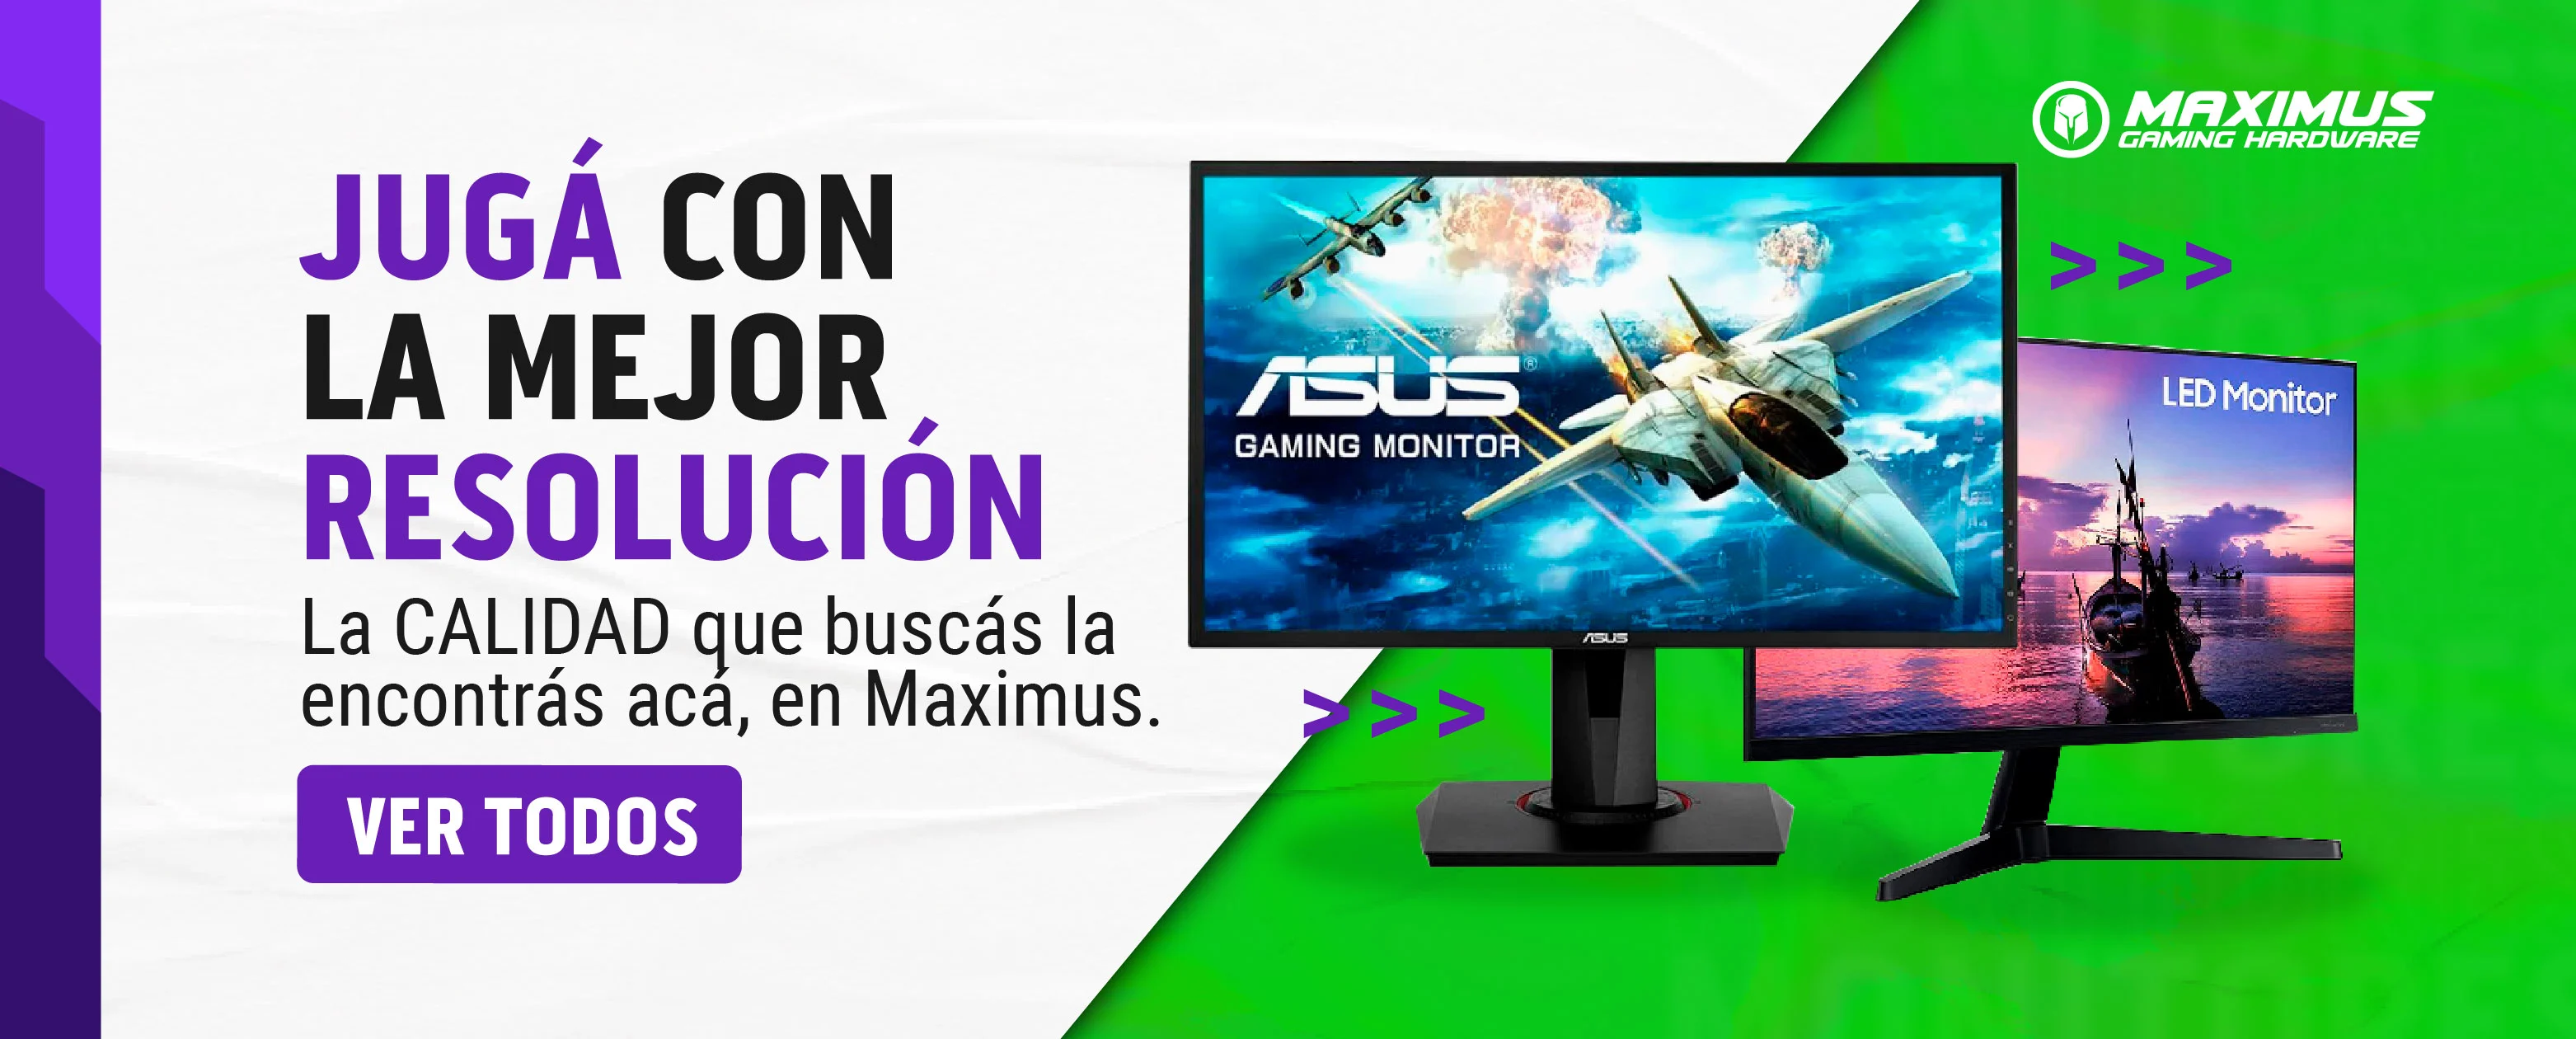 JUGÁ CON
LA MEJOR
RESOLUCIÓN
La CALIDAD que buscás la
encontrás acá, en Maximus.
VER TODOS
MAXIMUS
GAMING HARDWARE
> > >
ASUS®
GAMING MONITOR
ASUS
LED Monitor
> > >